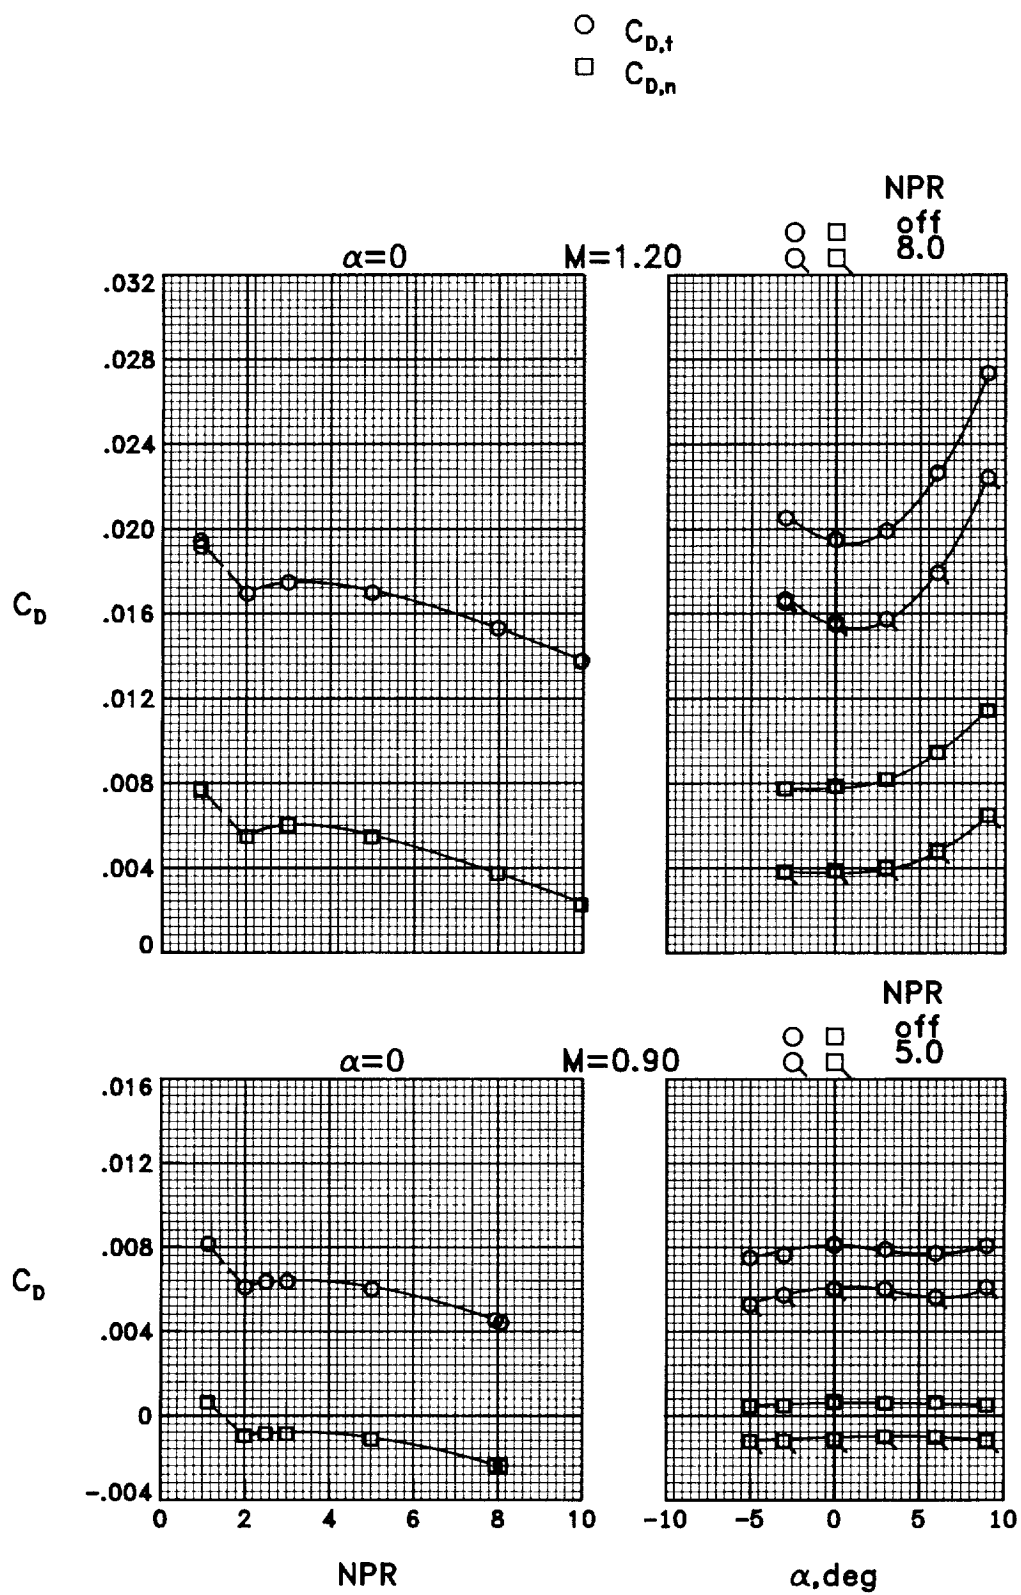 C_D,t
C_D,n
NPR
off
8.0
α=0
M=1.20
.032
.028
.024
.020
.016
.012
.008
.004
0
C_D
NPR
off
5.0
α=0
M=0.90
.016
.012
.008
.004
0
-.004
C_D
0 2 4 6 8 10
-10 -5 0 5 10
NPR
α,deg